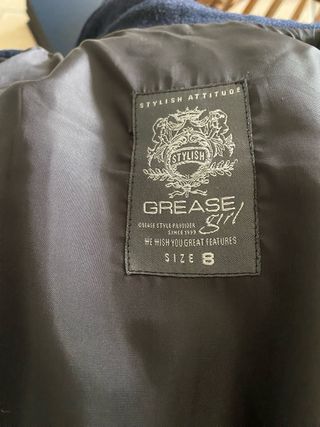 STYLISH ATTITUDE
STYLISH
GREASE
girl
GREASE STYLE PROVIDER
SINCE 1999
WE WISH YOU GREAT FEATURES
SIZE 8